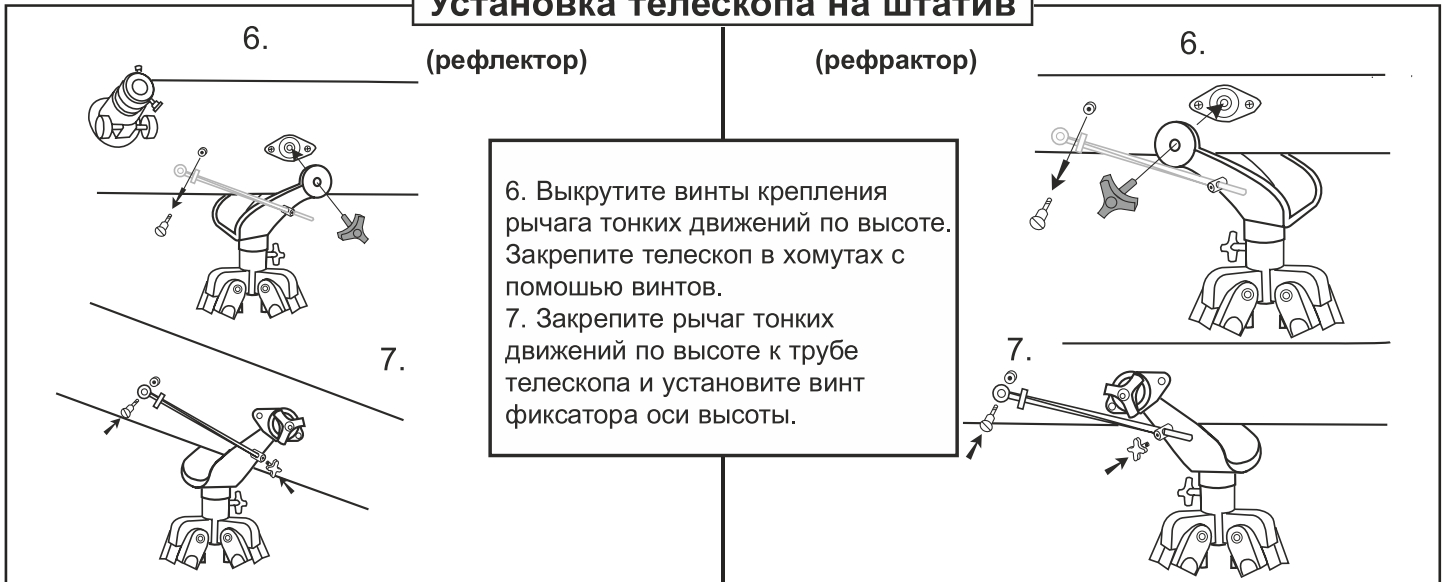 Установка телескопа на штатив
6.
(рефлектор)
(рефрактор)
6.
6. Выкрутите винты крепления
рычага тонких движений по высоте.
Закрепите телескоп в хомутах с
помошью винтов.
7. Закрепите рычаг тонких
движений по высоте к трубе
телескопа и установите винт
фиксатора оси высоты.
7.
7.